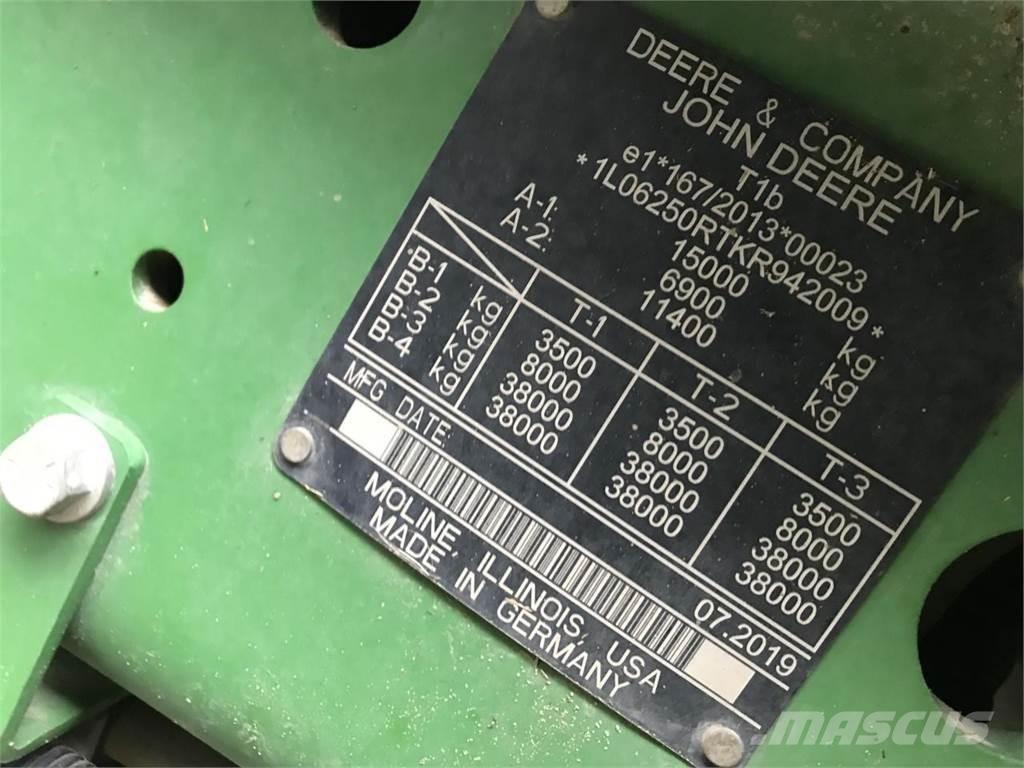 DEERE & COMPANY
JOHN DEERE
T1b
e1*167/2013*00023
*1L06250RTKR942009*
15000 kg
A-1: 6900 kg
A-2: 11400 kg
T-1 T-2 T-3
B-1 kg 3500 3500 3500
B-2 kg 8000 8000 8000
B-3 kg 38000 38000 38000
B-4 kg 38000 38000 38000
MFG DATE: 07.2019
MOLINE, ILLINOIS, USA
MADE IN GERMANY
MASCUS